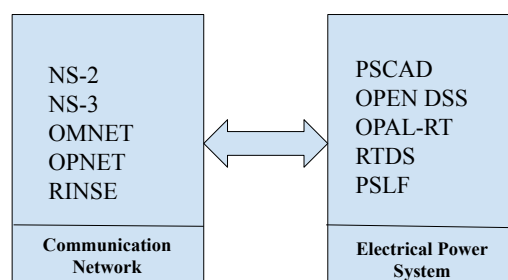 NS-2
NS-3
OMNET
OPNET
RINSE
Communication
Network
PSCAD
OPEN DSS
OPAL-RT
RTDS
PSLF
Electrical Power
System